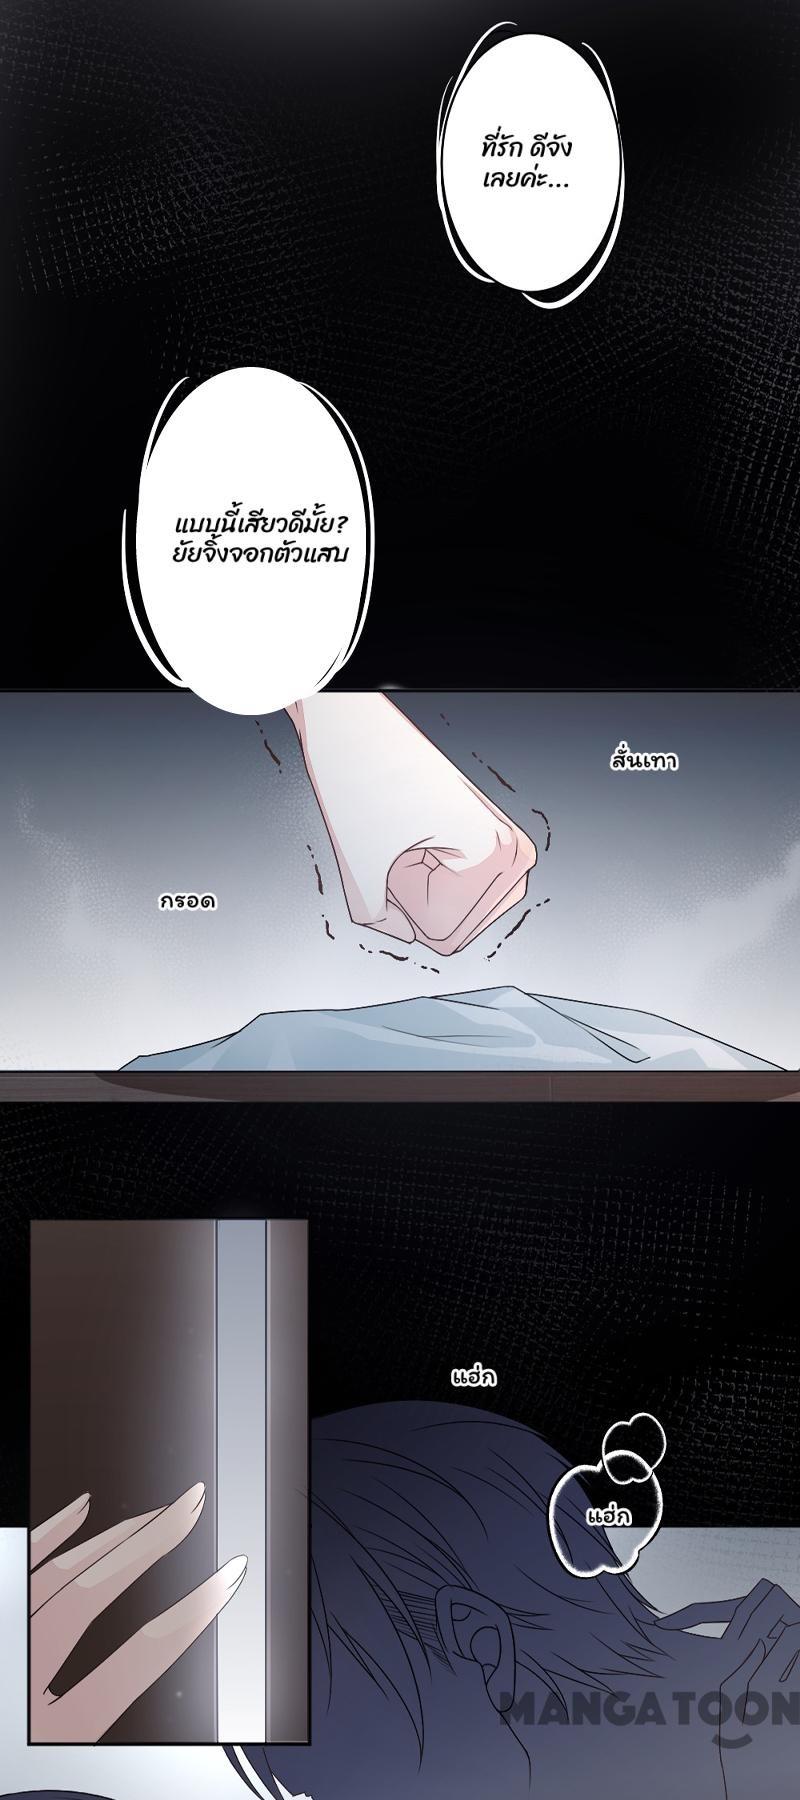 ที่รัก ดีจัง
เลยค่ะ...
แบบนี้เสียวดีมั้ย?
ยัยจิ้งจอกตัวแสบ
สั่นเทา
กรอด
แฮ่ก
แฮ่ก
MANGATOON